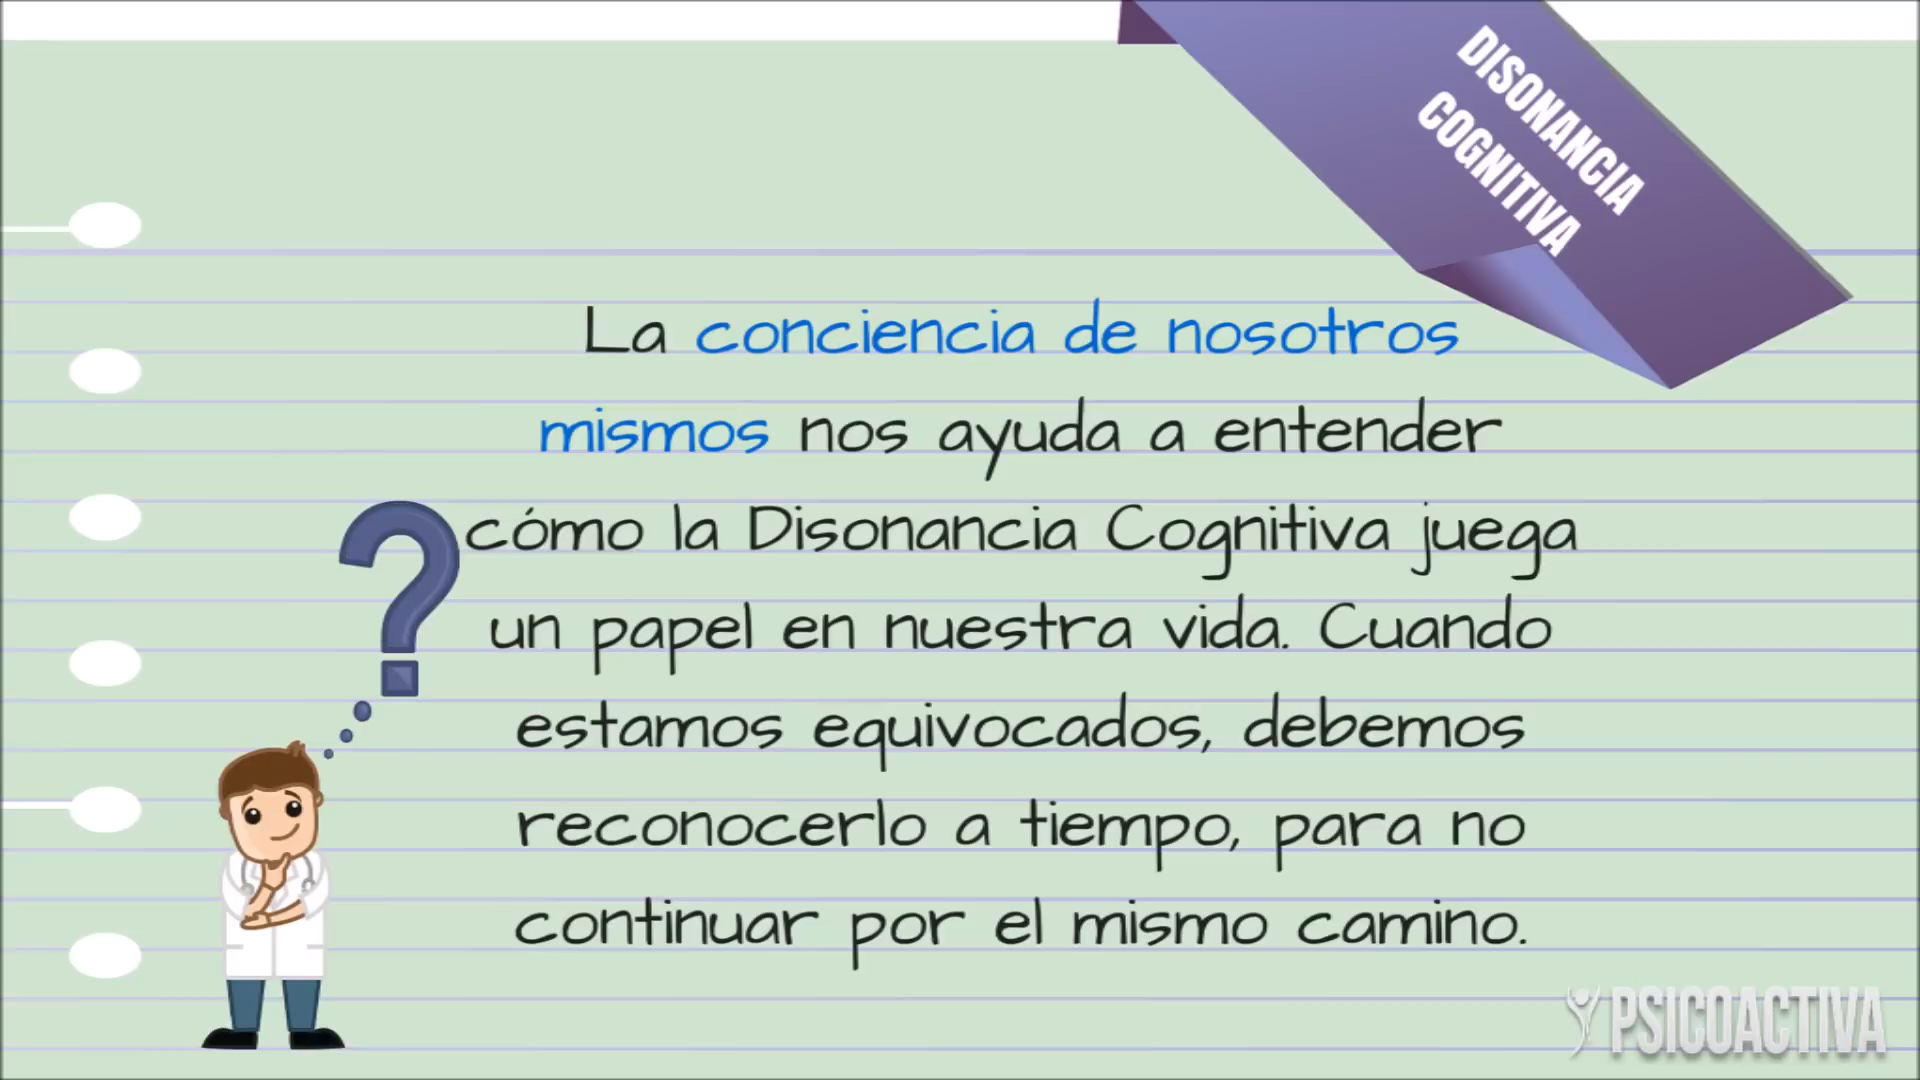 DISONANCIA
COGNITIVA
La conciencia de nosotros
mismos nos ayuda a entender
cómo la Disonancia Cognitiva juega
un papel en nuestra vida. Cuando
estamos equivocados, debemos
reconocerlo a tiempo, para no
continuar por el mismo camino.
?
PSICOACTIVA